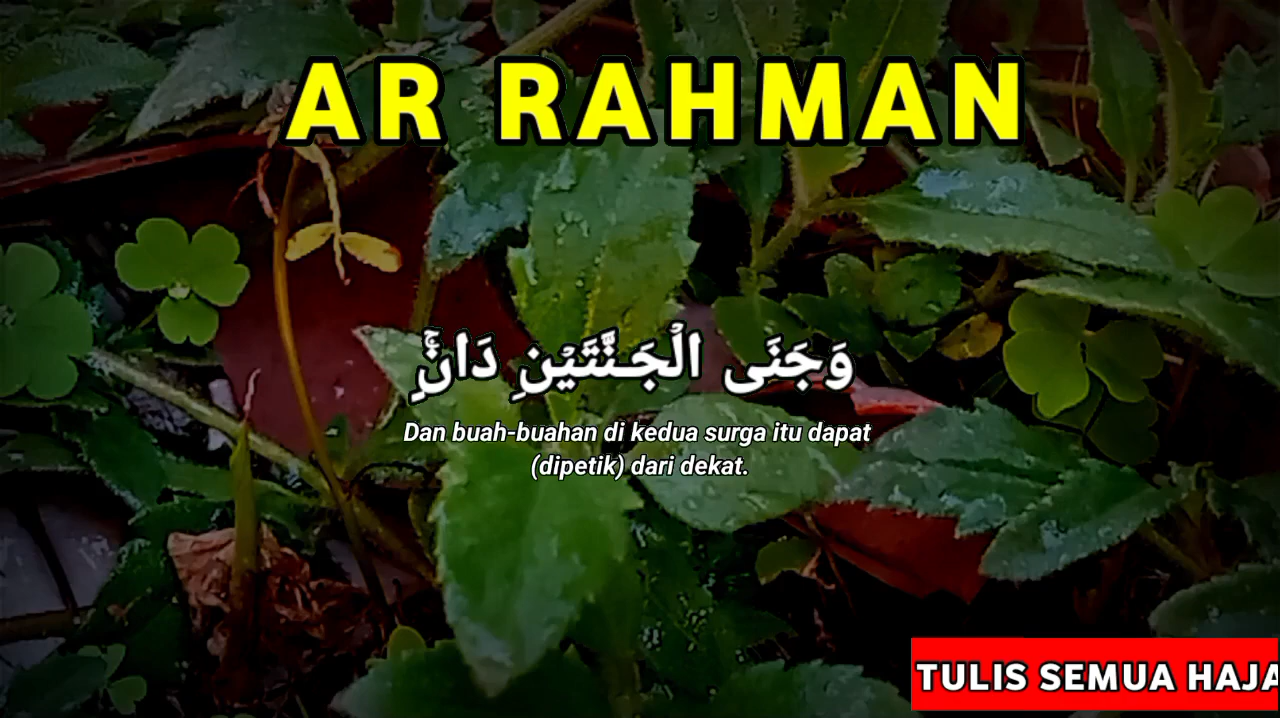 AR RAHMAN
وَجَنَى الْجَنَّتَيْنِ دَانٍۚ
Dan buah-buahan di kedua surga itu dapat
(dipetik) dari dekat.
TULIS SEMUA HAJA